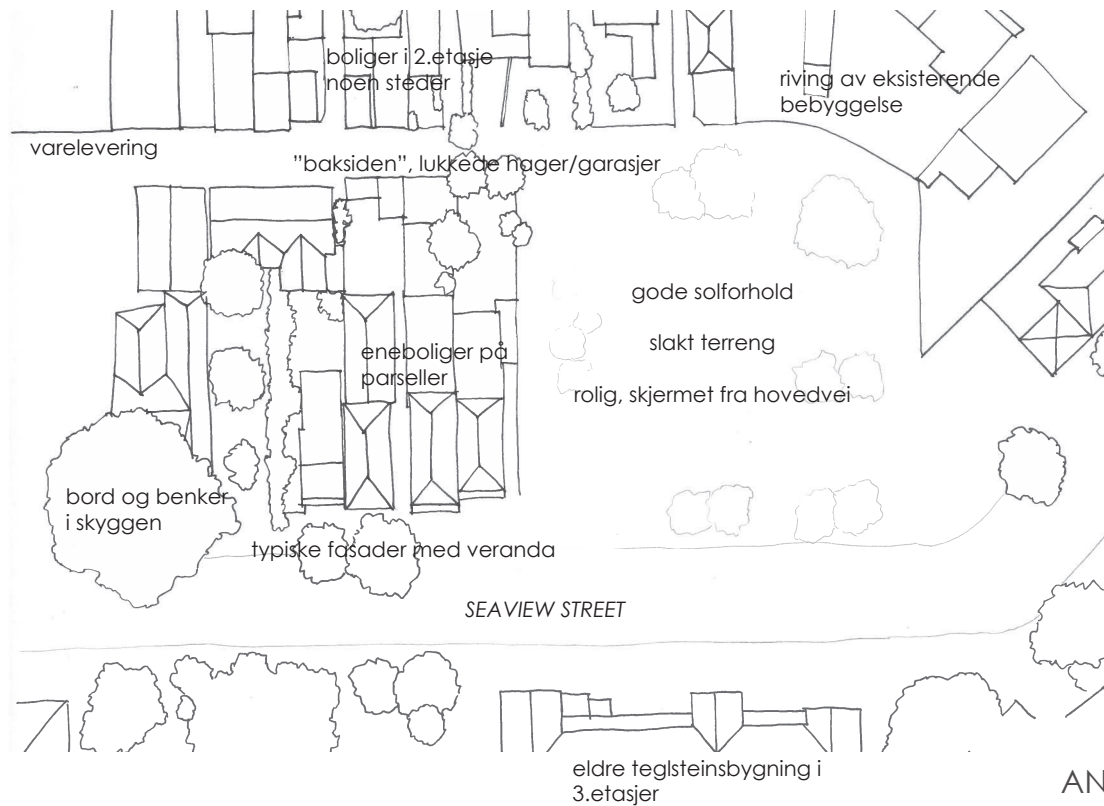 boliger i 2.etasje
noen steder
riving av eksisterende
bebyggelse
varelevering
"baksiden", lukkede hager/garasjer
gode solforhold
slakt terreng
eneboliger på
parseller
rolig, skjermet fra hovedvei
bord og benker
i skyggen
typiske fasader med veranda
SEAVIEW STREET
eldre teglsteinsbygning i
3.etasjer
AN